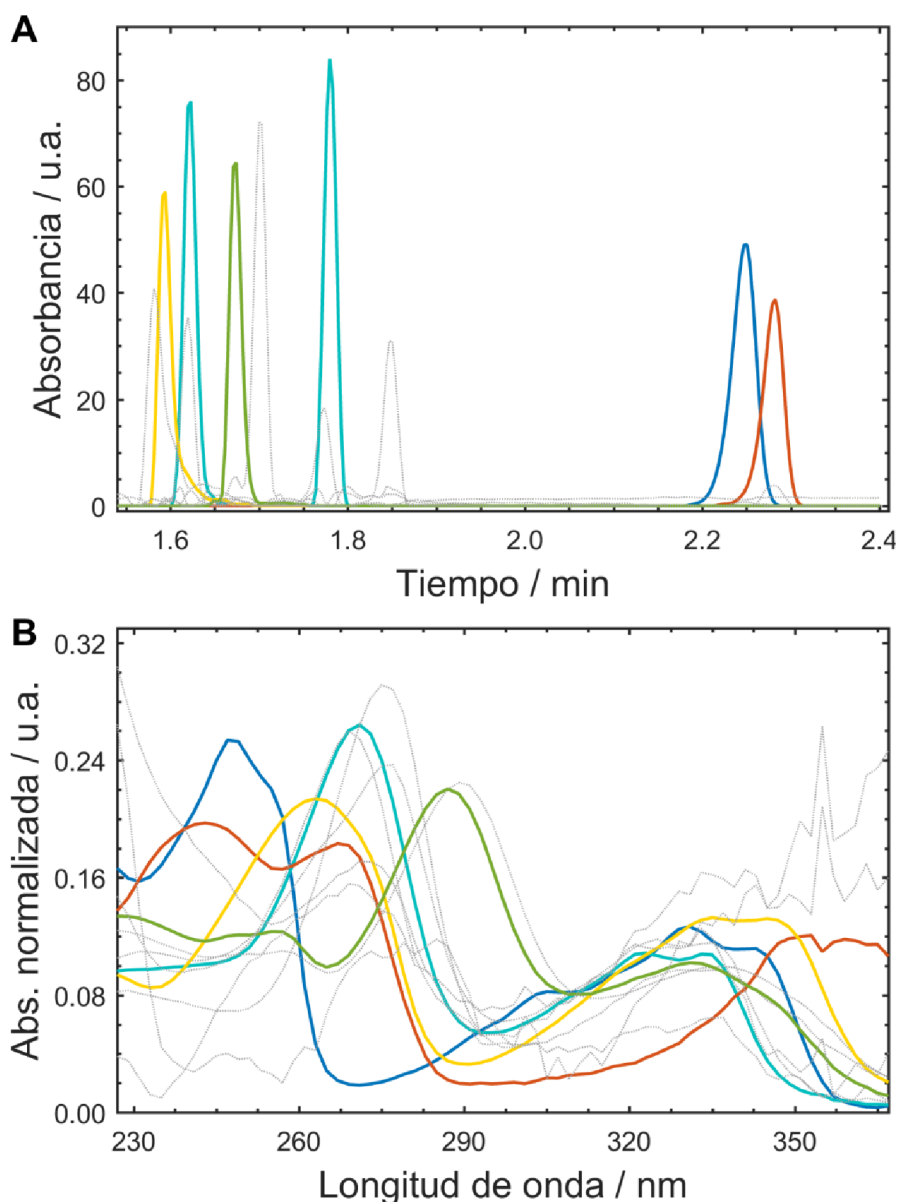 A
80
60
40
20
0
Absorbancia / u.a.
1.6 1.8 2.0 2.2 2.4
Tiempo / min
B
0.32
0.24
0.16
0.08
0.00
Abs. normalizada / u.a.
230 260 290 320 350
Longitud de onda / nm